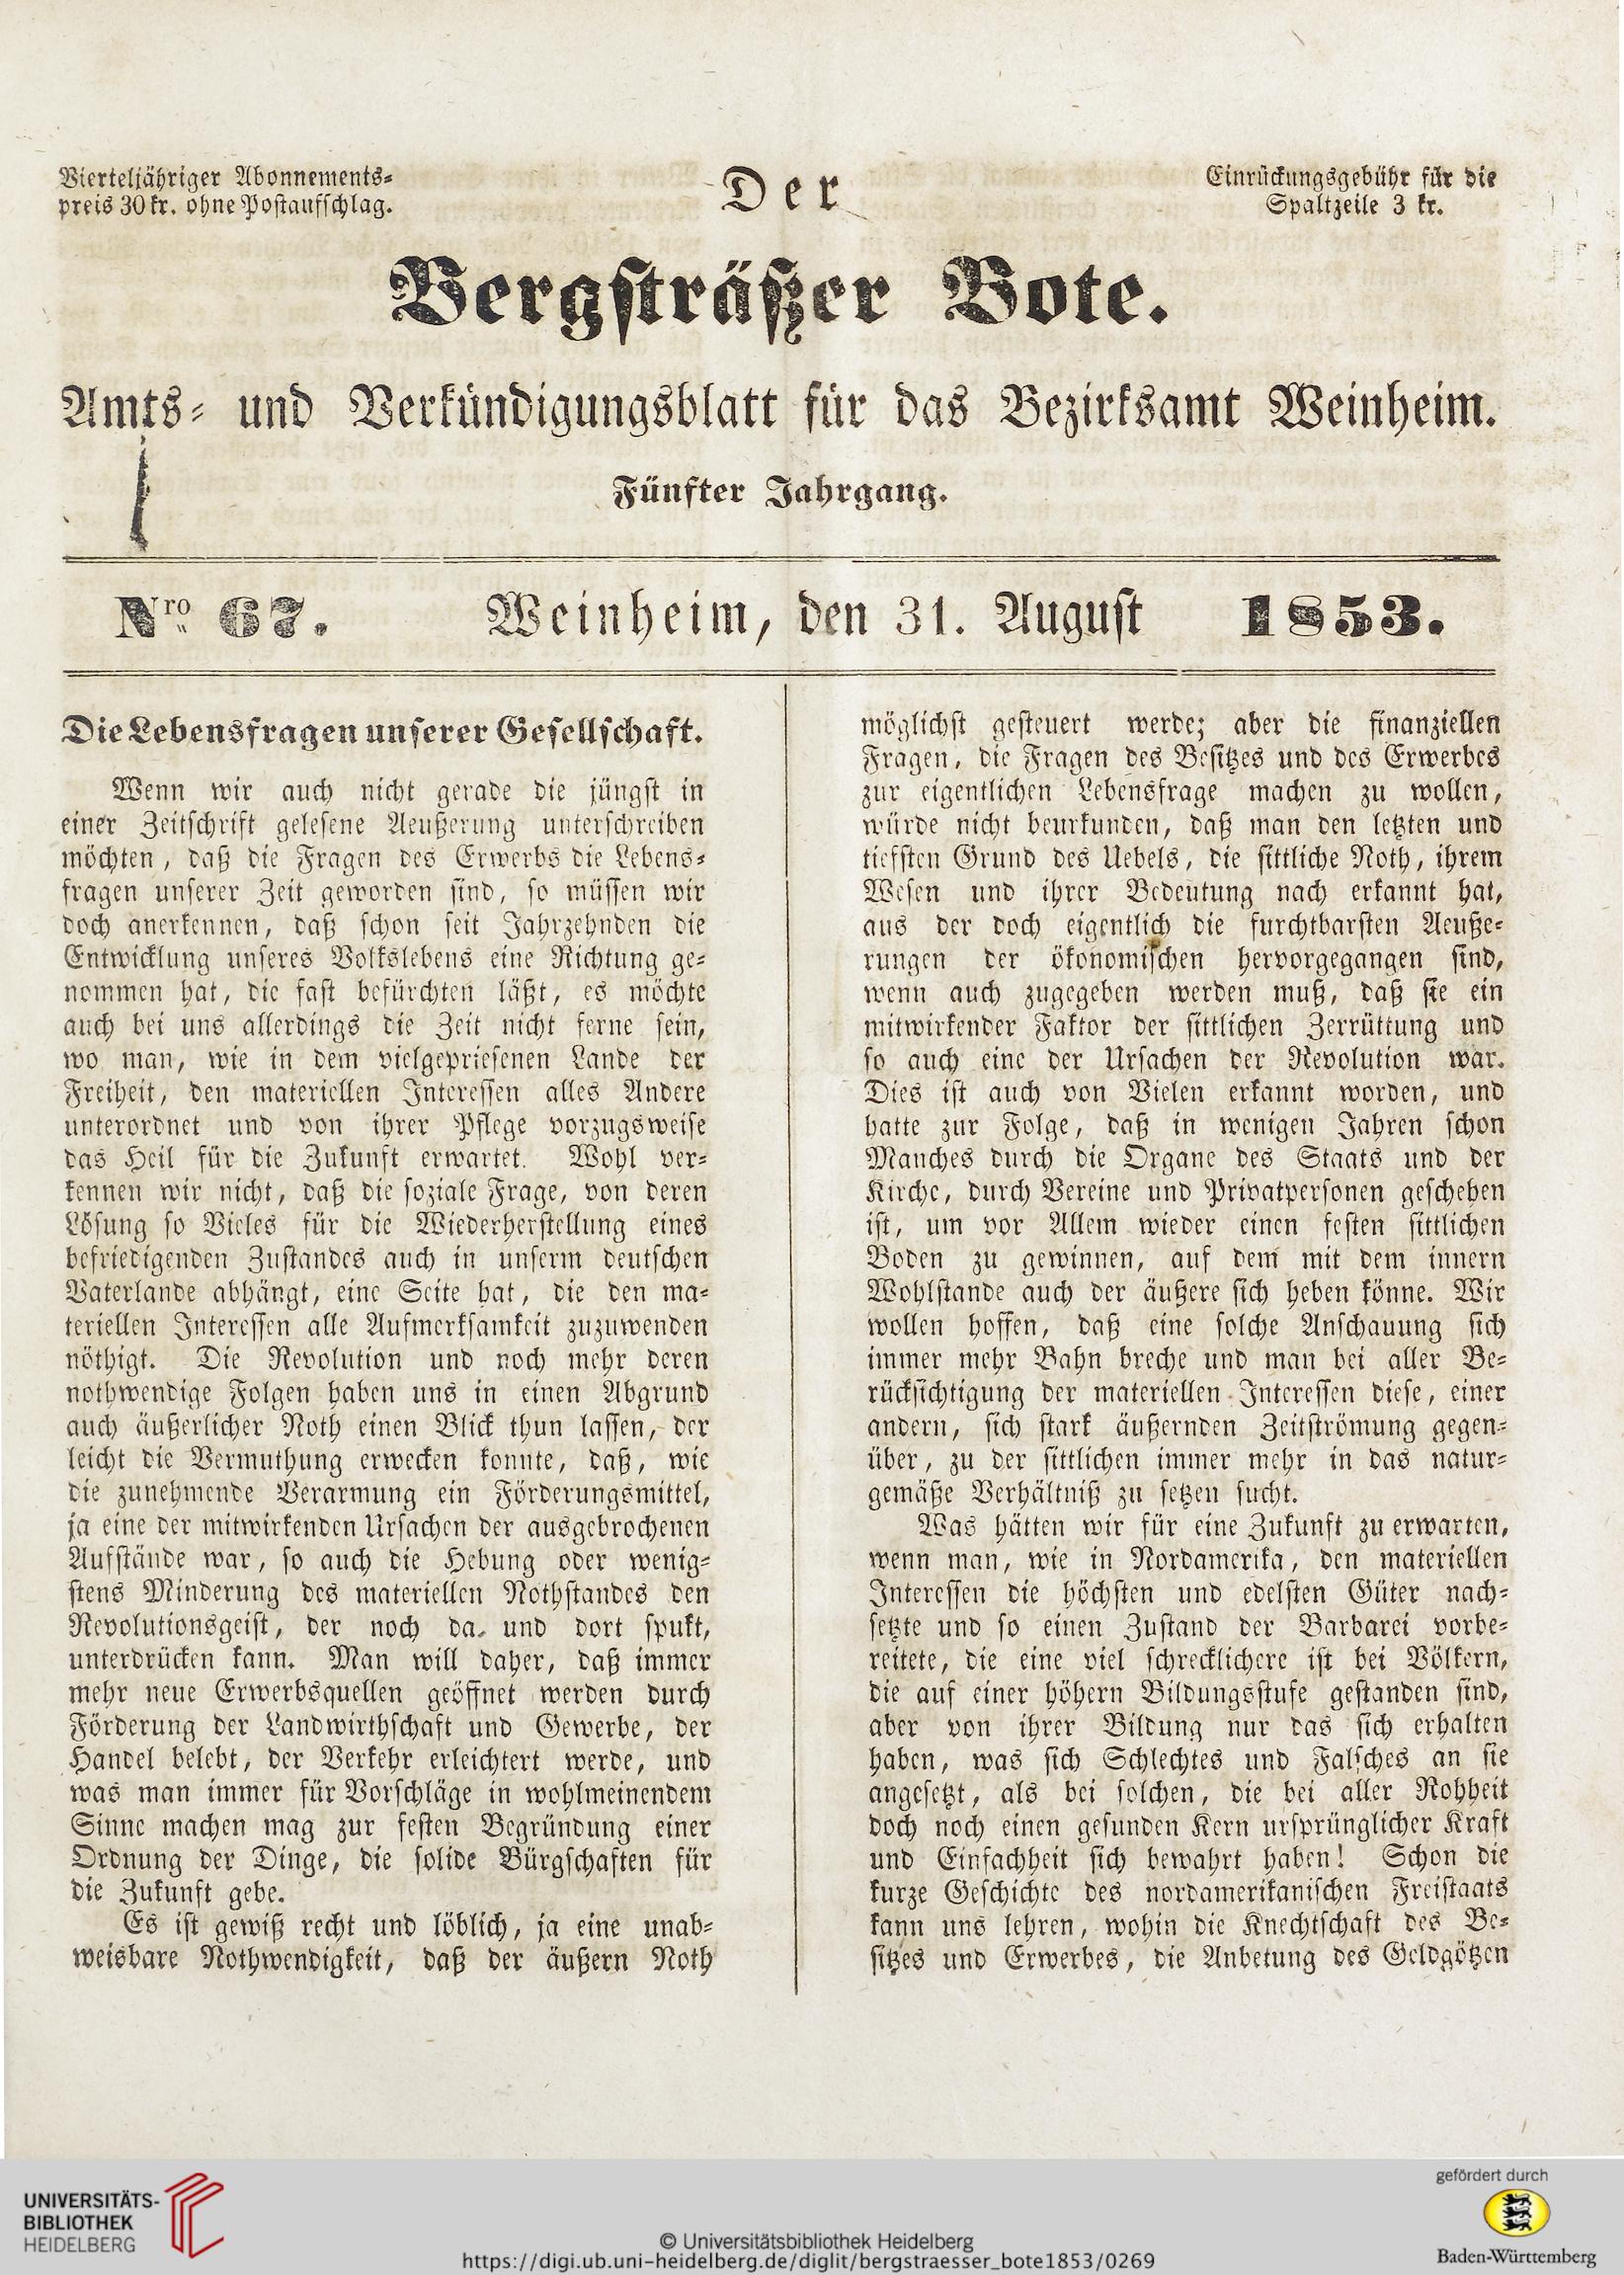 Vierteljähriger Abonnements-
preis 30 kr. ohne Postaufschlag.
Der
Einrückungsgebühr für die
Spaltzeile 3 kr.
Bergsträßer Bote.
Amts- und Verkündigungsblatt für das Bezirksamt Weinheim.
Fünfter Jahrgang.
Nro 67. Weinheim, den 31. August 1853.
Die Lebensfragen unserer Gesellschaft.
Wenn wir auch nicht gerade die jüngst in
einer Zeitschrift gelesene Aeußerung unterschreiben
möchten, daß die Fragen des Erwerbs die Lebens-
fragen unserer Zeit geworden sind, so müssen wir
doch anerkennen, daß schon seit Jahrzehnden die
Entwicklung unseres Volkslebens eine Richtung ge-
nommen hat, die fast befürchten läßt, es möchte
auch bei uns allerdings die Zeit nicht ferne sein,
wo man, wie in dem vielgepriesenen Lande der
Freiheit, den materiellen Interessen alles Andere
unterordnet und von ihrer Pflege vorzugsweise
das Heil für die Zukunft erwartet. Wohl ver-
kennen wir nicht, daß die soziale Frage, von deren
Lösung so Vieles für die Wiederherstellung eines
befriedigenden Zustandes auch in unserm deutschen
Vaterlande abhängt, eine Seite hat, die den ma-
teriellen Interessen alle Aufmerksamkeit zuzuwenden
nöthigt. Die Revolution und noch mehr deren
nothwendige Folgen haben uns in einen Abgrund
auch äußerlicher Noth einen Blick thun lassen, der
leicht die Vermuthung erwecken konnte, daß, wie
die zunehmende Verarmung ein Förderungsmittel,
ja eine der mitwirkenden Ursachen der ausgebrochenen
Aufstände war, so auch die Hebung oder wenig-
stens Minderung des materiellen Nothstandes den
Revolutionsgeist, der noch da und dort spukt,
unterdrücken kann. Man will daher, daß immer
mehr neue Erwerbsquellen geöffnet werden durch
Förderung der Landwirthschaft und Gewerbe, der
Handel belebt, der Verkehr erleichtert werde, und
was man immer für Vorschläge in wohlmeinendem
Sinne machen mag zur festen Begründung einer
Ordnung der Dinge, die solide Bürgschaften für
die Zukunft gebe.
Es ist gewiß recht und löblich, ja eine unab-
weisbare Nothwendigkeit, daß der äußern Noth
möglichst gesteuert werde; aber die finanziellen
Fragen, die Fragen des Besitzes und des Erwerbes
zur eigentlichen Lebensfrage machen zu wollen,
würde nicht beurkunden, daß man den letzten und
tiefsten Grund des Uebels, die sittliche Noth, ihrem
Wesen und ihrer Bedeutung nach erkannt hat,
aus der doch eigentlich die furchtbarsten Aeuße-
rungen der ökonomischen hervorgegangen sind,
wenn auch zugegeben werden muß, daß sie ein
mitwirkender Faktor der sittlichen Zerrüttung und
so auch eine der Ursachen der Revolution war.
Dies ist auch von Vielen erkannt worden, und
hatte zur Folge, daß in wenigen Jahren schon
Manches durch die Organe des Staats und der
Kirche, durch Vereine und Privatpersonen geschehen
ist, um vor Allem wieder einen festen sittlichen
Boden zu gewinnen, auf dem mit dem innern
Wohlstande auch der äußere sich heben könne. Wir
wollen hoffen, daß eine solche Anschauung sich
immer mehr Bahn breche und man bei aller Be-
rücksichtigung der materiellen Interessen diese, einer
andern, sich stark äußernden Zeitströmung gegen-
über, zu der sittlichen immer mehr in das natur-
gemäße Verhältniß zu setzen sucht.
Was hätten wir für eine Zukunft zu erwarten,
wenn man, wie in Nordamerika, den materiellen
Interessen die höchsten und edelsten Güter nach-
setzte und so einen Zustand der Barbarei vorbe-
reitete, die eine viel schrecklichere ist bei Völkern,
die auf einer höhern Bildungsstufe gestanden sind,
aber von ihrer Bildung nur das sich erhalten
haben, was sich Schlechtes und Falsches an sie
angesetzt, als bei solchen, die bei aller Rohheit
doch noch einen gesunden Kern ursprünglicher Kraft
und Einfachheit sich bewahrt haben! Schon die
kurze Geschichte des nordamerikanischen Freistaats
kann uns lehren, wohin die Knechtschaft des Be-
sitzes und Erwerbes, die Anbetung des Geldgötzen
UNIVERSITÄTS-
BIBLIOTHEK
HEIDELBERG
© Universitätsbibliothek Heidelberg
https://digi.ub.uni-heidelberg.de/diglit/bergstraesser_bote1853/0269
gefördert durch
Baden-Württemberg